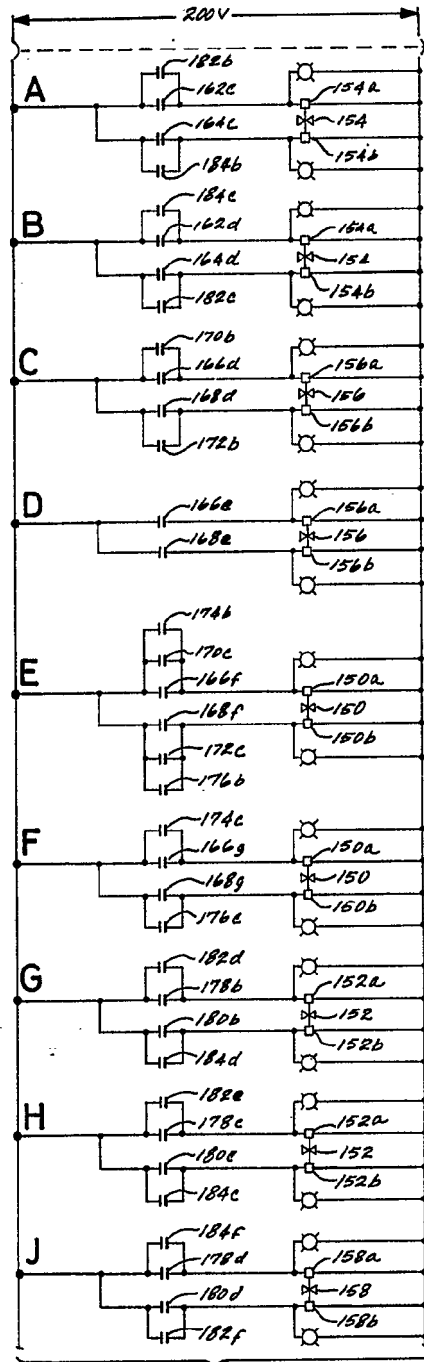 200V
182b
A
162c
154a
164c
154
184b
154b
184c
B
162d
154a
164d
154
182c
154b
170b
C
166d
156a
168d
156
172b
156b
D
166e
156a
168e
156
156b
174b
170c
E
166f
150a
168f
150
172c
150b
176b
174c
F
166g
150a
168g
150
176c
150b
182d
G
178b
152a
180b
152
184d
152b
182e
H
178c
152a
180c
152
184c
152b
184f
J
178d
158a
180d
158
182f
158b